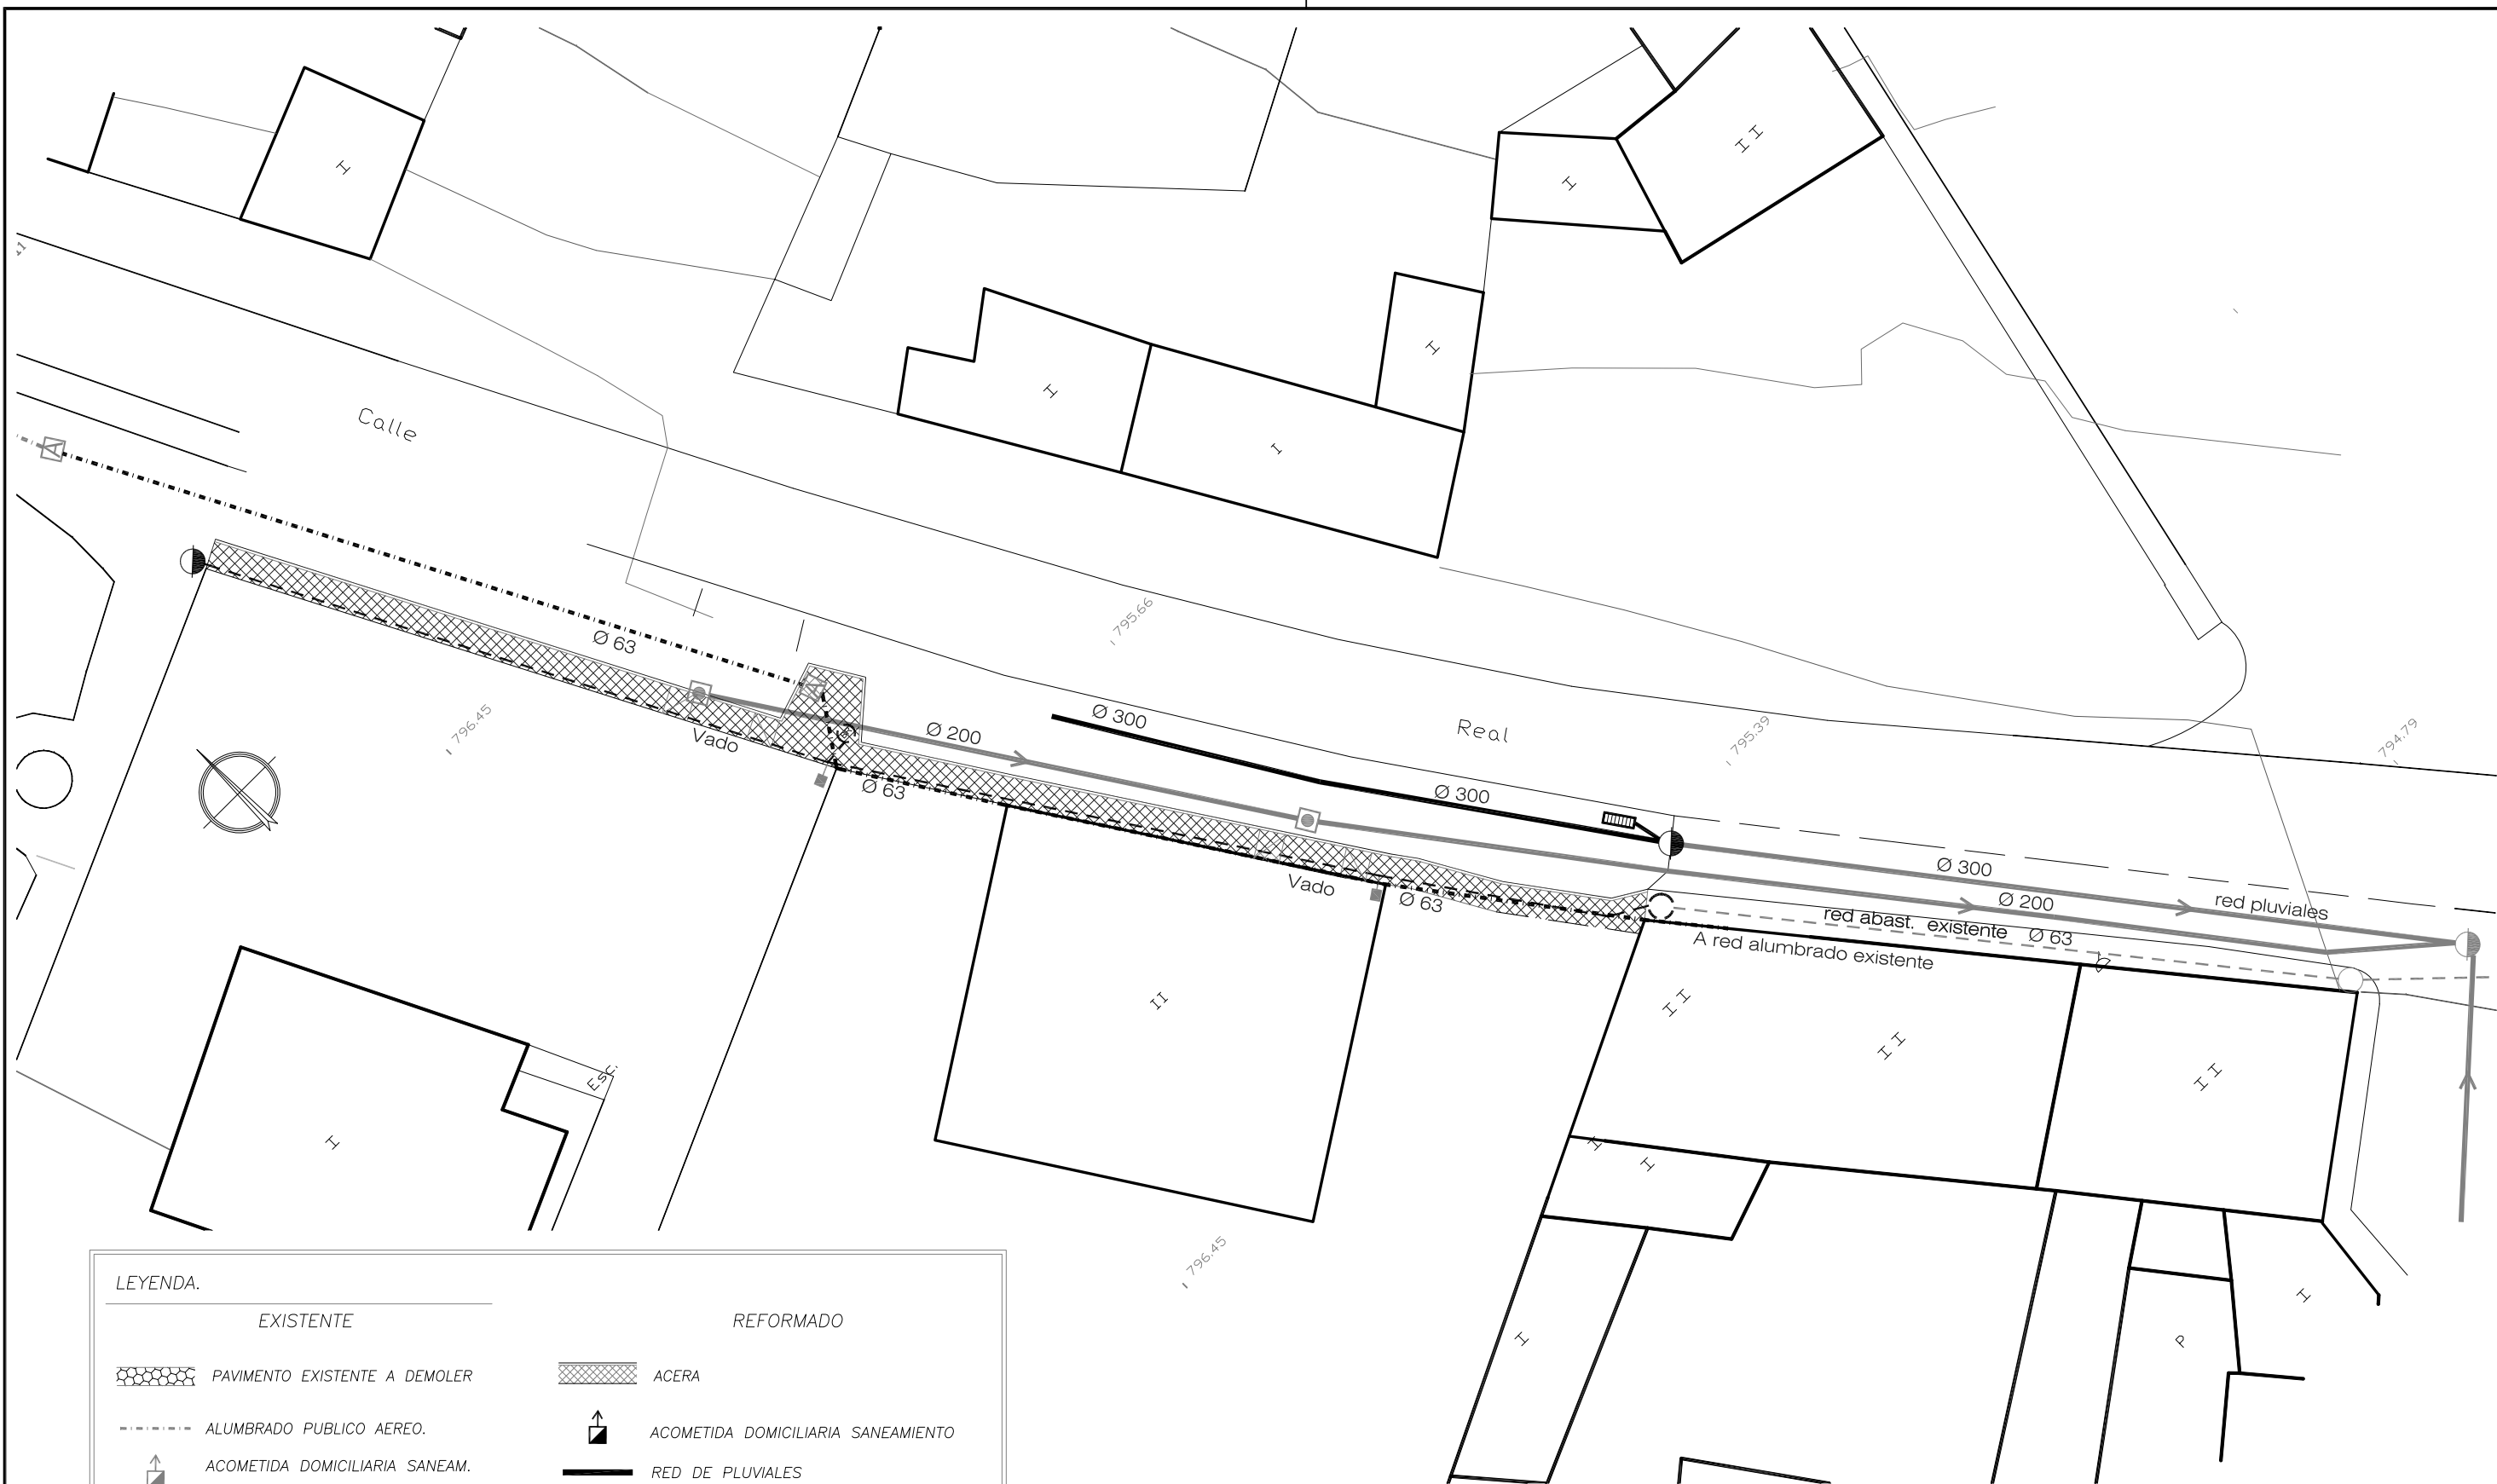 I
I
I I
I
I
I
I
Calle
A
Ø 63
795.66
A
796.45
Vado
Ø 200
Ø 300
Real
795.39
794.79
Ø 63
Ø 300
Ø 300
Vado
Ø 63
Ø 200
red pluviales
red abast. existente
Ø 63
A red alumbrado existente
II
I I
I I
I I
Esc.
I
I
I
796.45
I
P
I
LEYENDA.
EXISTENTE
REFORMADO
PAVIMENTO EXISTENTE A DEMOLER
ACERA
ALUMBRADO PUBLICO AEREO.
ACOMETIDA DOMICILIARIA SANEAMIENTO
ACOMETIDA DOMICILIARIA SANEAM.
RED DE PLUVIALES